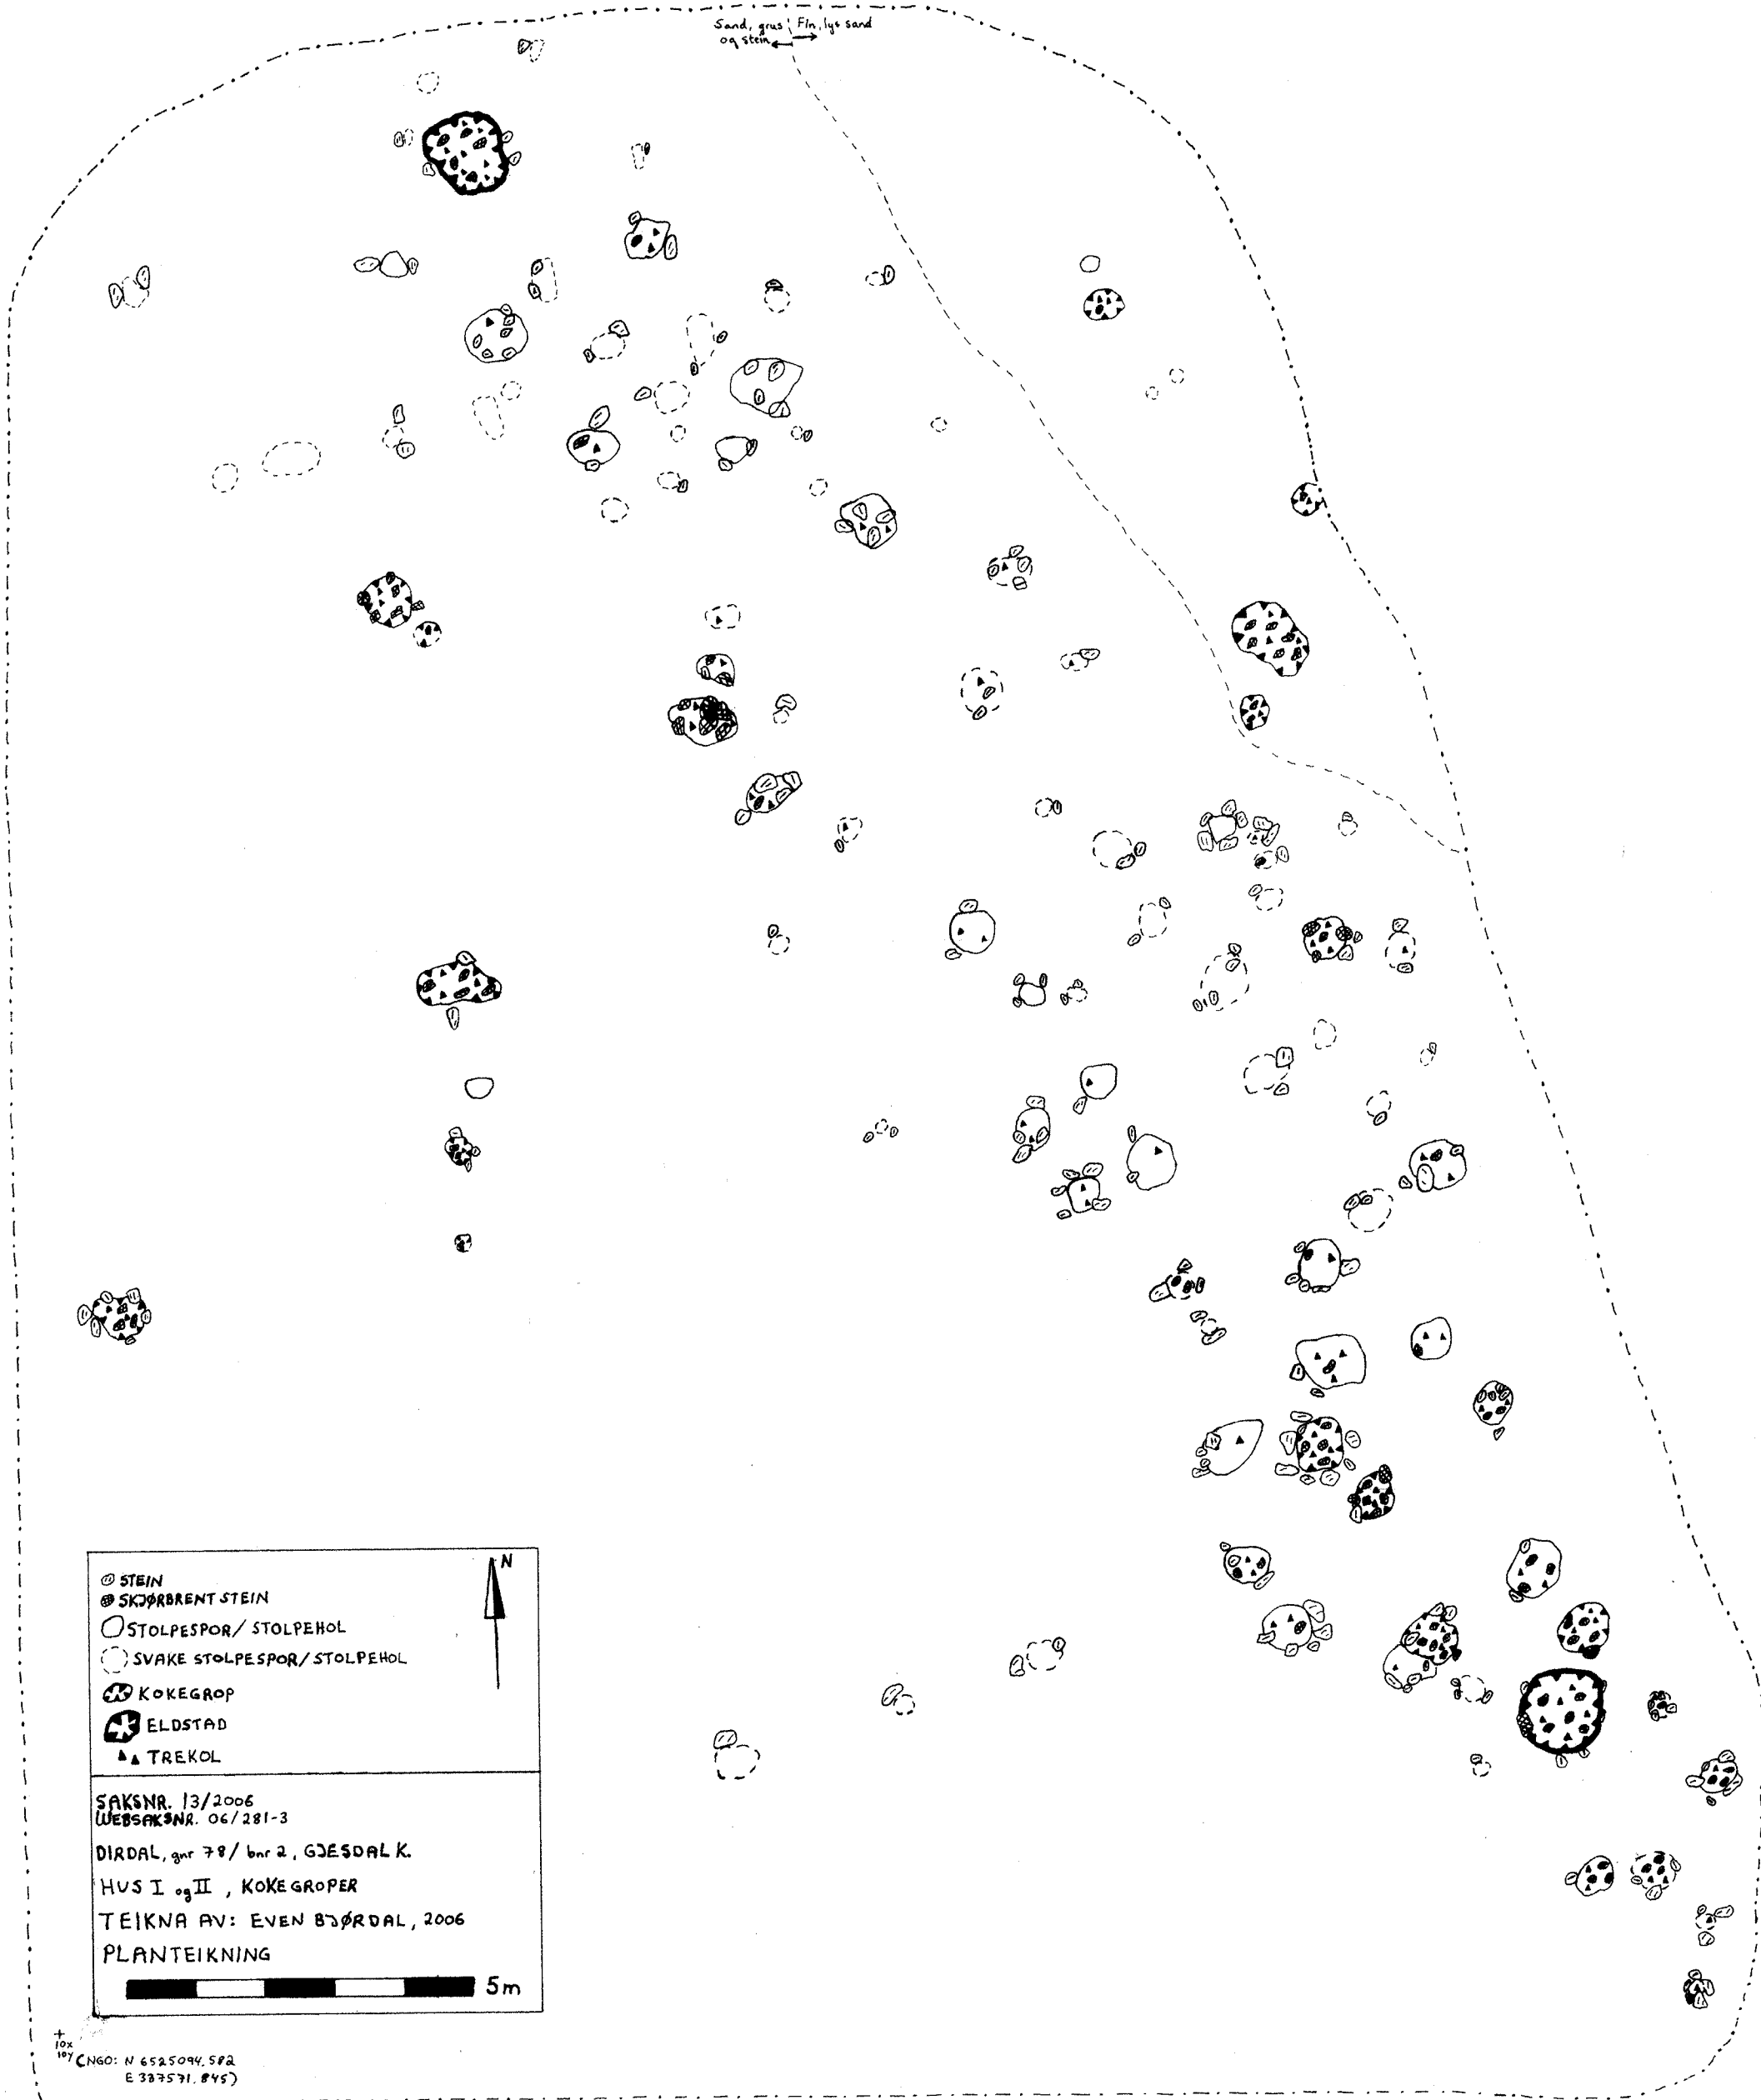 Sand, grus Fin, lys sand
og stein
N
STEIN
SKJØRBRENT STEIN
STOLPESPOR/ STOLPEHOL
SVAKE STOLPESPOR/STOLPEHOL
KOKEGROP
ELDSTAD
TREKOL
SAKSNR. 13/2006
WEBSAKSNR. 06/281-3
DIRDAL, gnr 78/ bnr 2, GJESDAL K.
HUS I og II , KOKEGROPER
TEIKNA AV: EVEN BJØRDAL, 2006
PLANTEIKNING
5m
10x
10y (NGO: N 6525094.582
E 337571.845)